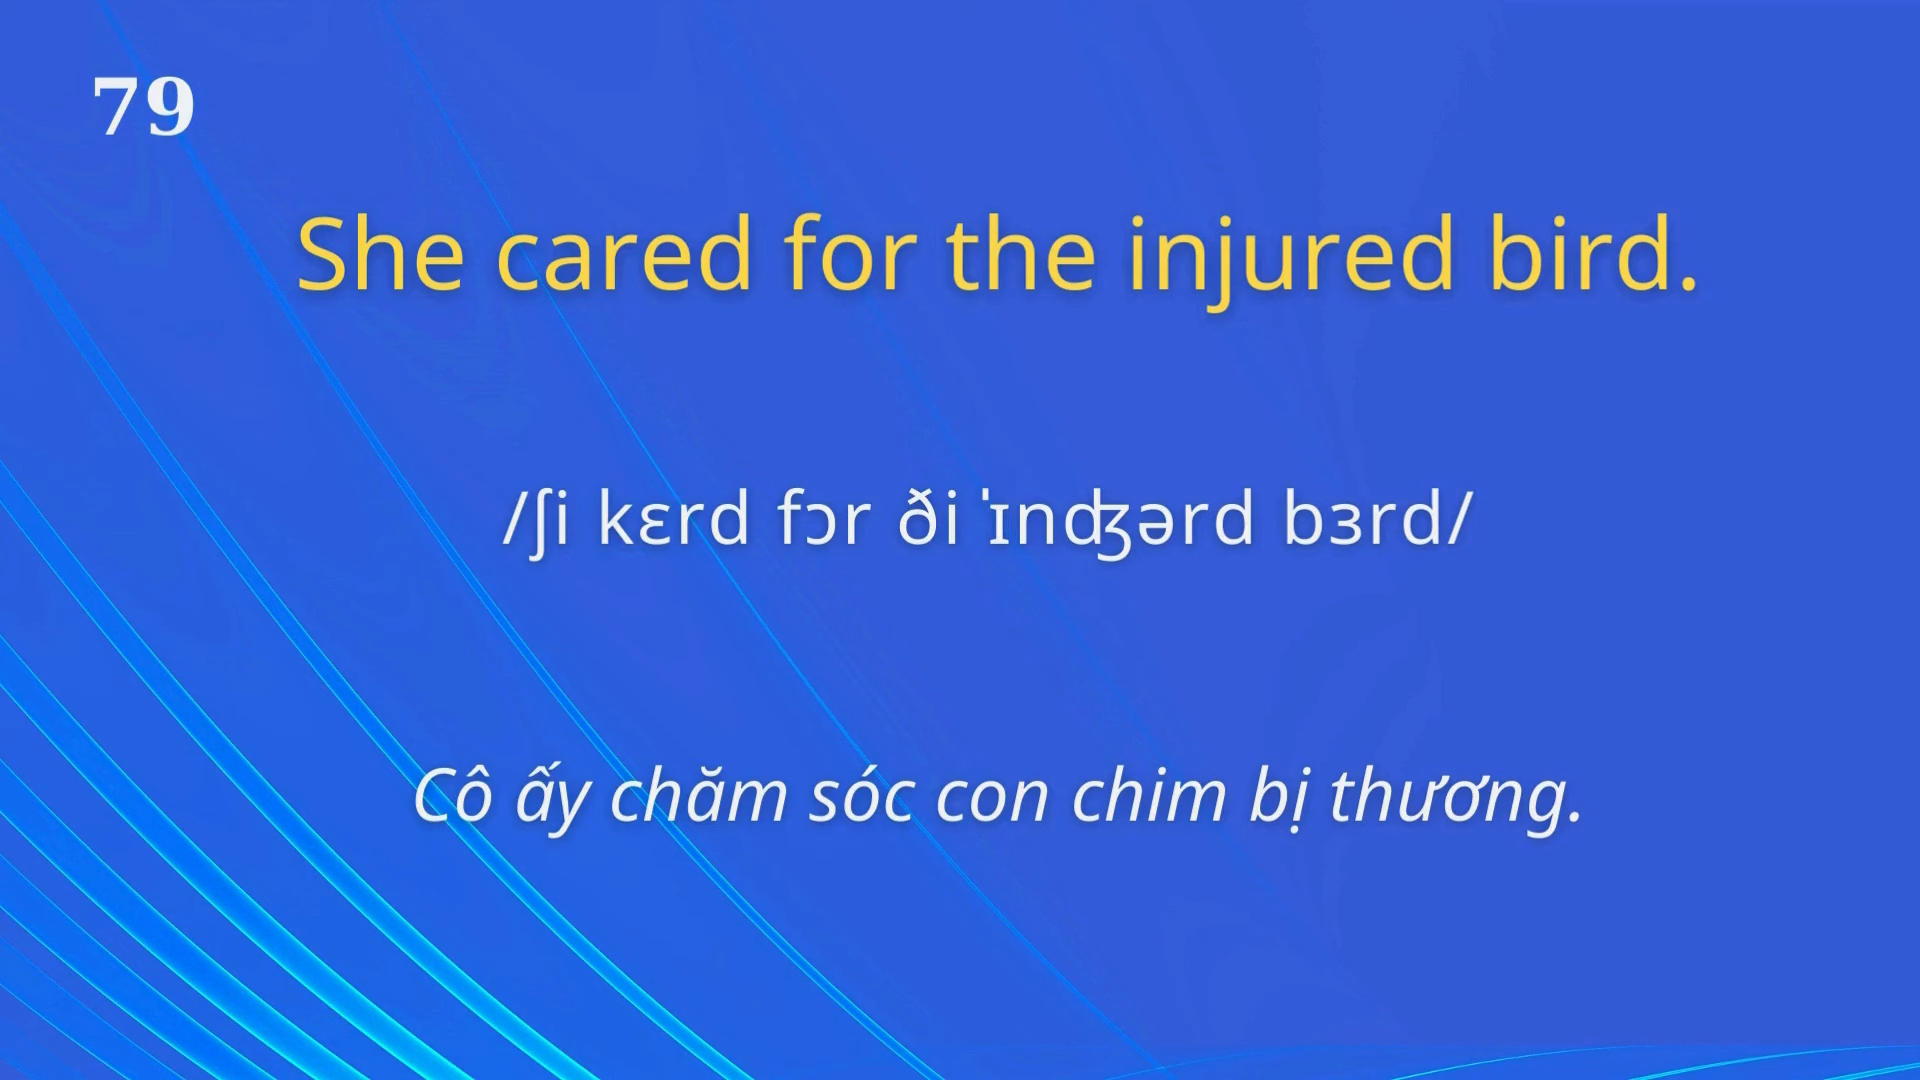 79
She cared for the injured bird.
/ʃi kɛrd fɔr ði ˈɪnʤərd bɜrd/
Cô ấy chăm sóc con chim bị thương.